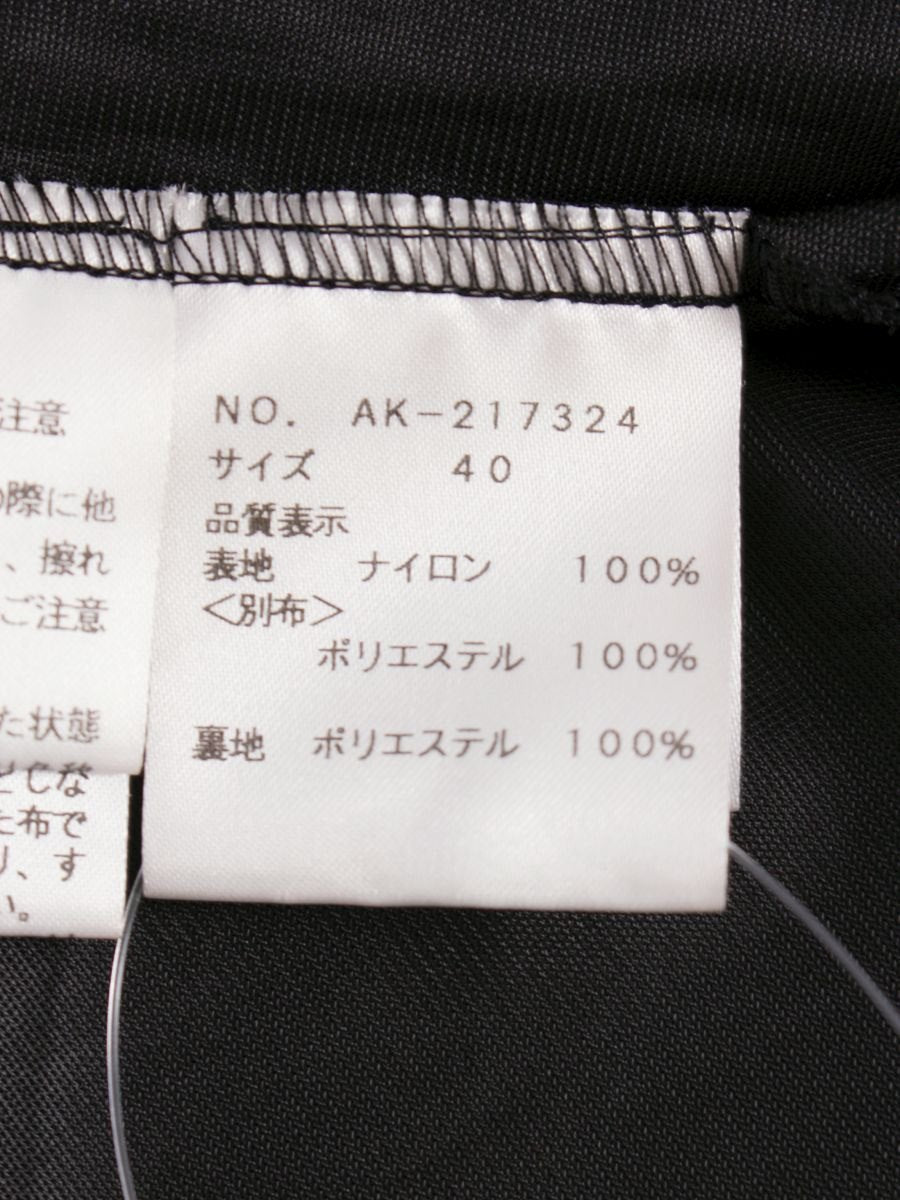 NO. AK-217324
サイズ 40
品質表示
表地 ナイロン 100%
＜別布＞
ポリエステル 100%
裏地 ポリエステル 100%
注意
際に他
、擦れ
ご注意
た状態
しな
た布で
り、す
い。